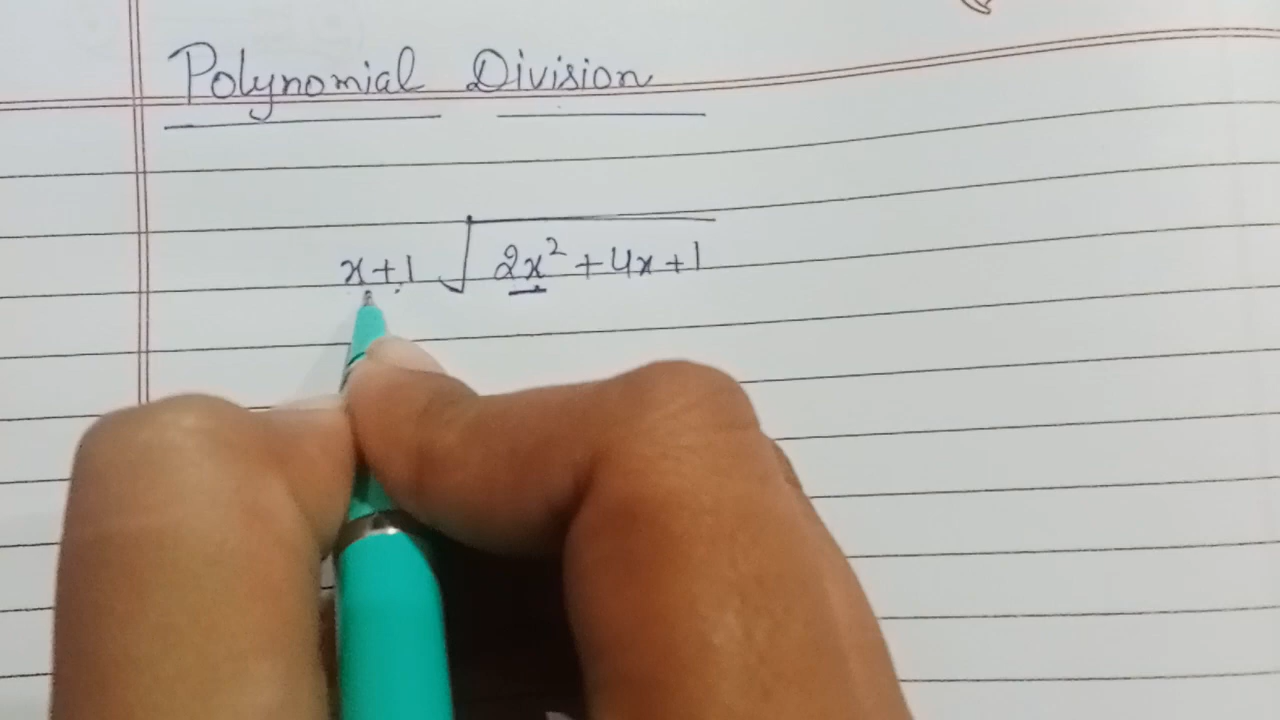 Polynomial Division
x+1 √2x² + 4x + 1